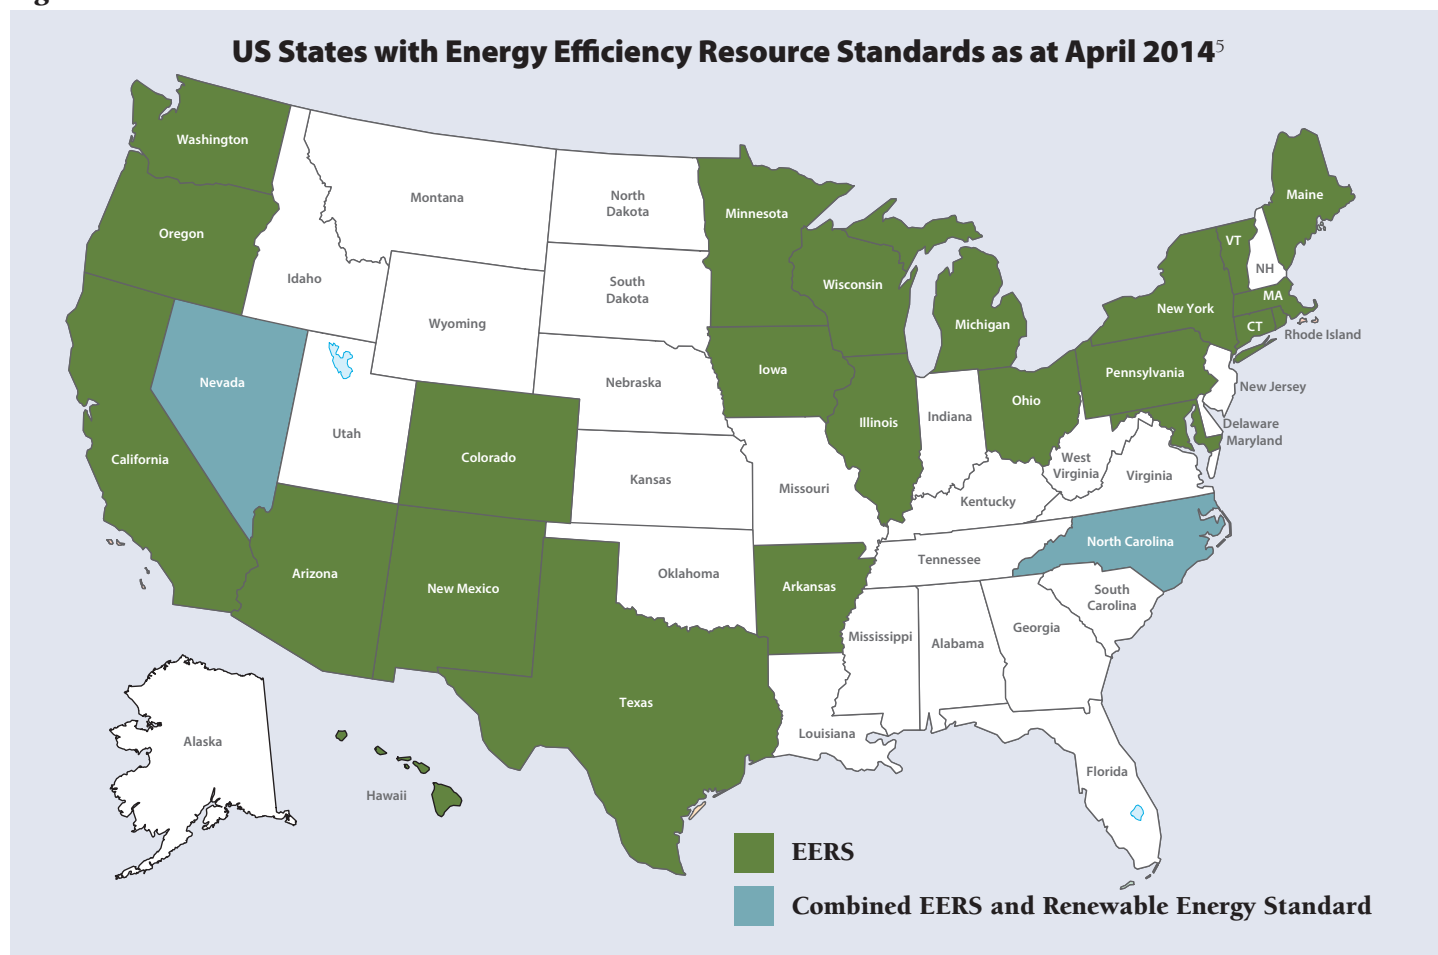 US States with Energy Efficiency Resource Standards as at April 20145
Washington
Oregon
California
Nevada
Idaho
Montana
Wyoming
Utah
Colorado
Arizona
New Mexico
North
Dakota
South
Dakota
Nebraska
Kansas
Oklahoma
Texas
Minnesota
Iowa
Missouri
Arkansas
Louisiana
Wisconsin
Illinois
Michigan
Indiana
Ohio
Kentucky
Tennessee
Mississippi
Alabama
Georgia
Florida
South
Carolina
North Carolina
Virginia
West
Virginia
Pennsylvania
New York
VT
NH
Maine
MA
CT
Rhode Island
New Jersey
Delaware
Maryland
Alaska
Hawaii
EERS
Combined EERS and Renewable Energy Standard